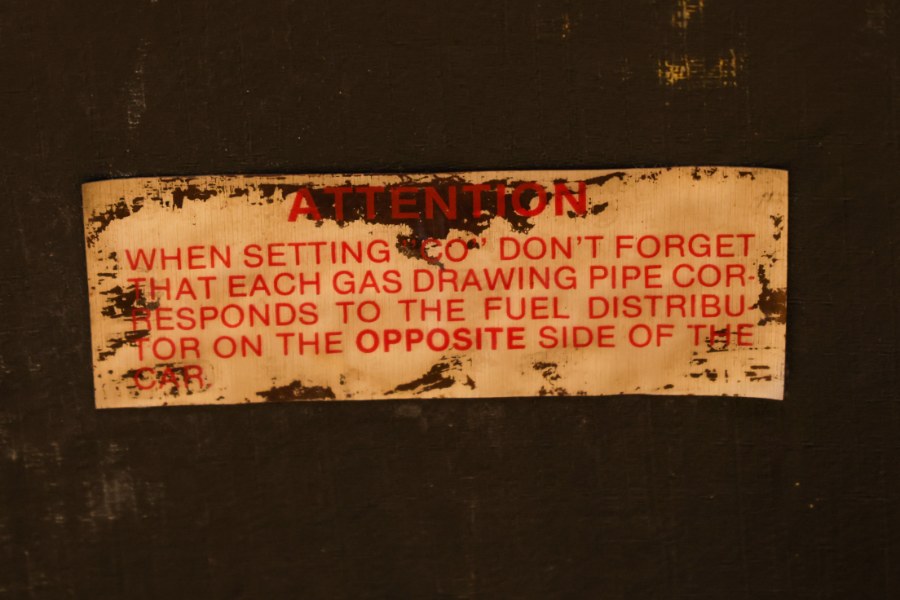 ATTENTION
WHEN SETTING "CO" DON'T FORGET
THAT EACH GAS DRAWING PIPE COR-
RESPONDS TO THE FUEL DISTRIBU-
TOR ON THE OPPOSITE SIDE OF THE
CAR